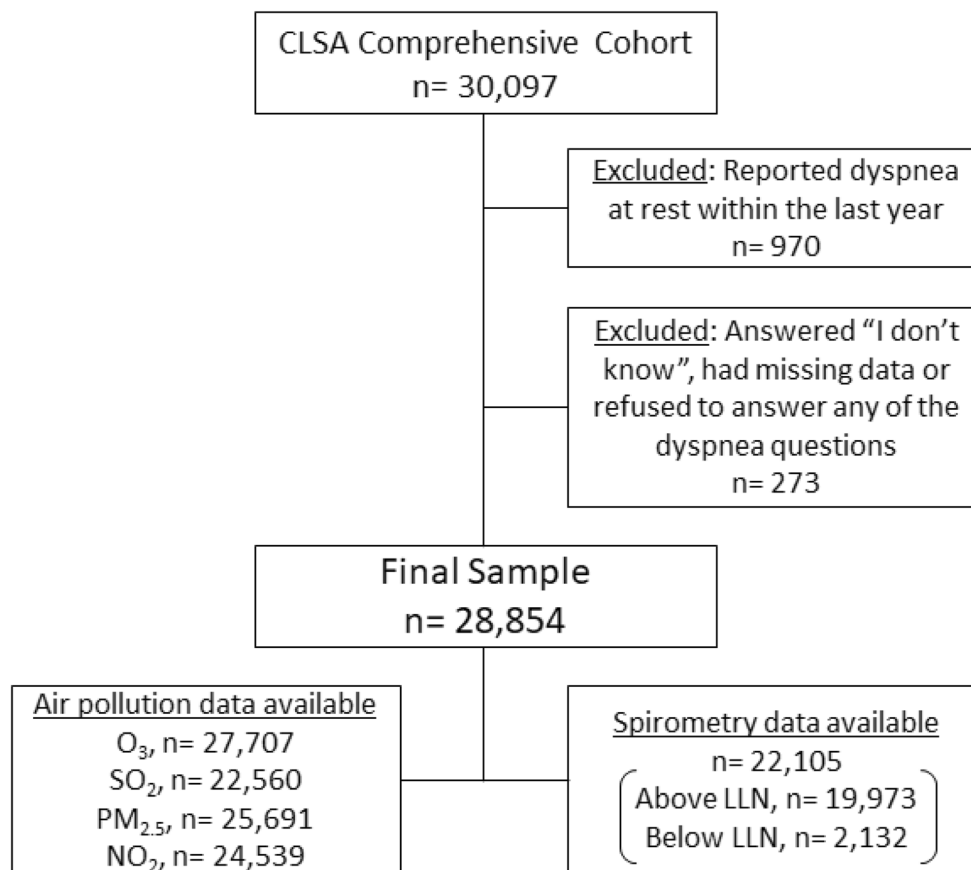 CLSA Comprehensive Cohort
n= 30,097
Excluded: Reported dyspnea
at rest within the last year
n= 970
Excluded: Answered “I don’t
know”, had missing data or
refused to answer any of the
dyspnea questions
n= 273
Final Sample
n= 28,854
Air pollution data available
O₃, n= 27,707
SO₂, n= 22,560
PM₂.₅, n= 25,691
NO₂, n= 24,539
Spirometry data available
n= 22,105
Above LLN, n= 19,973
Below LLN, n= 2,132